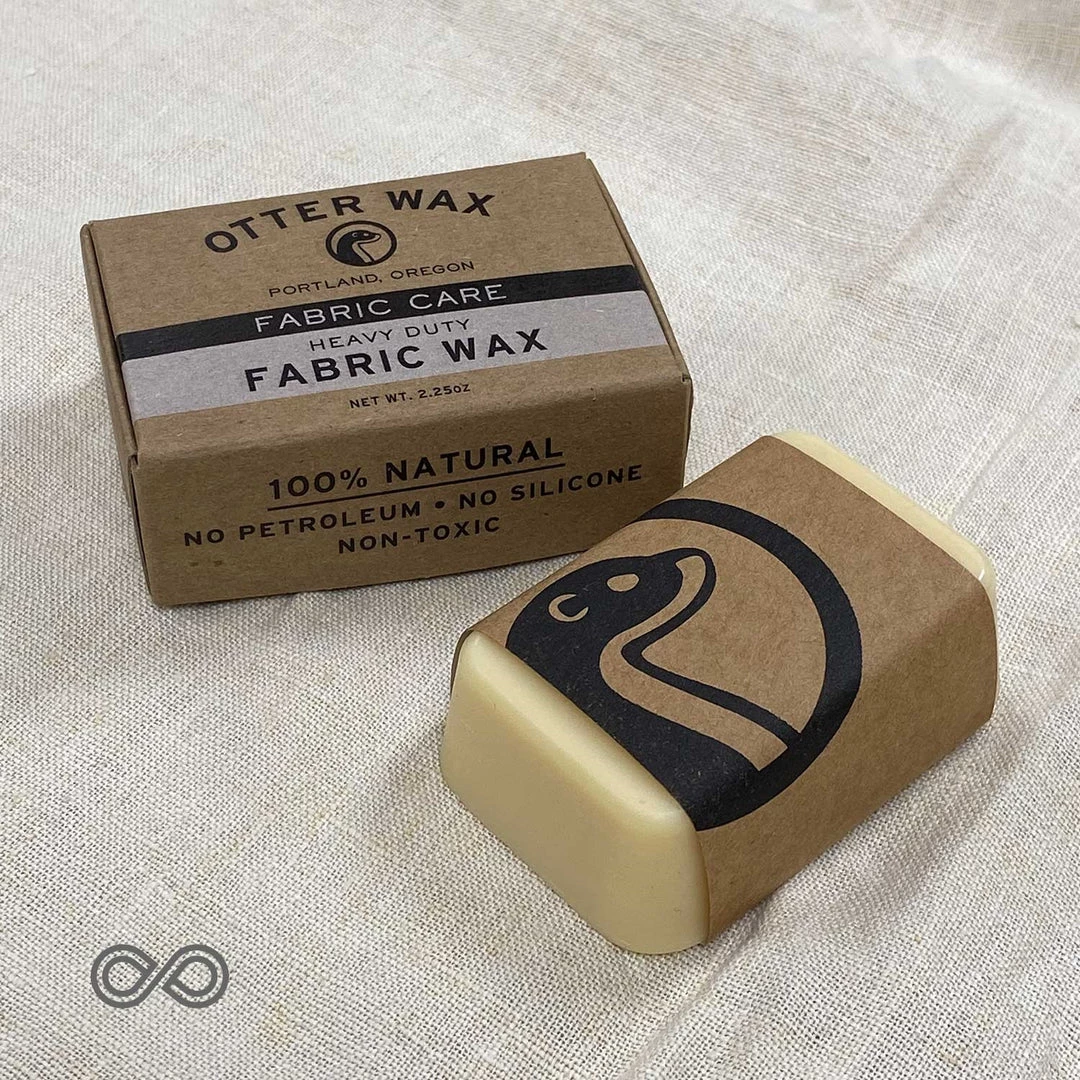 OTTER WAX
PORTLAND, OREGON
FABRIC CARE
HEAVY DUTY
FABRIC WAX
NET WT. 2.25OZ
100% NATURAL
NO PETROLEUM • NO SILICONE
NON-TOXIC